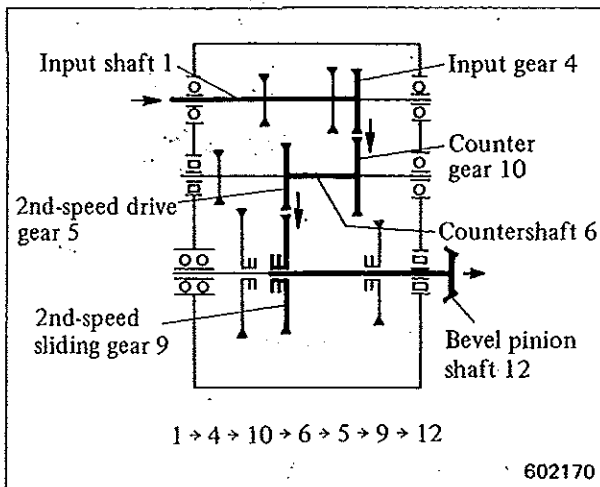 Input shaft 1
Input gear 4
Counter
gear 10
2nd-speed drive
gear 5
Countershaft 6
2nd-speed
sliding gear 9
Bevel pinion
shaft 12
1 → 4 → 10 → 6 → 5 → 9 → 12
602170